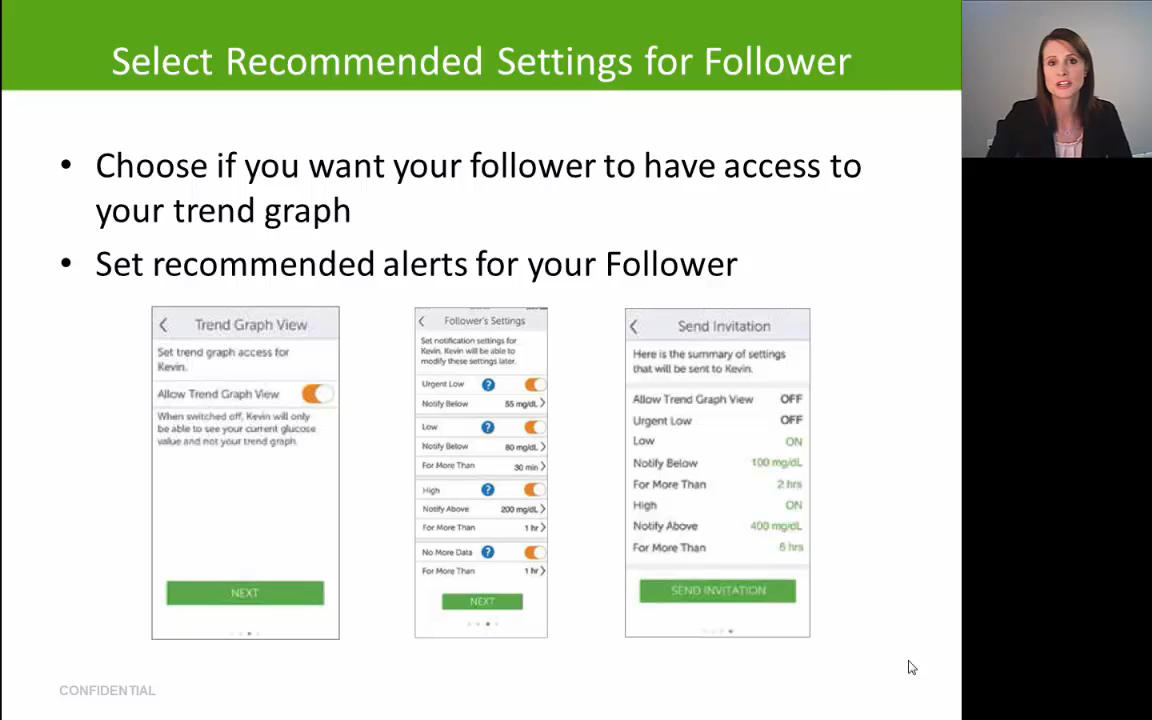 Select Recommended Settings for Follower
• Choose if you want your follower to have access to
your trend graph
• Set recommended alerts for your Follower
Trend Graph View
Set trend graph access for
Kevin.
Allow Trend Graph View
When switched off, Kevin will only
be able to see your current glucose
value and not your trend graph.
NEXT
Follower's Settings
Set notification settings for
Kevin. Kevin will be able to
modify these settings later.
Urgent Low ?
Notify Below 55 mg/dL
Low ?
Notify Below 80 mg/dL
For More Than 30 min
High ?
Notify Above 200 mg/dL
For More Than 1 hr
No More Data ?
For More Than 1 hr
NEXT
Send Invitation
Here is the summary of settings
that will be sent to Kevin.
Allow Trend Graph View OFF
Urgent Low OFF
Low ON
Notify Below 100 mg/dL
For More Than 2 hrs
High ON
Notify Above 400 mg/dL
For More Than 6 hrs
SEND INVITATION
CONFIDENTIAL